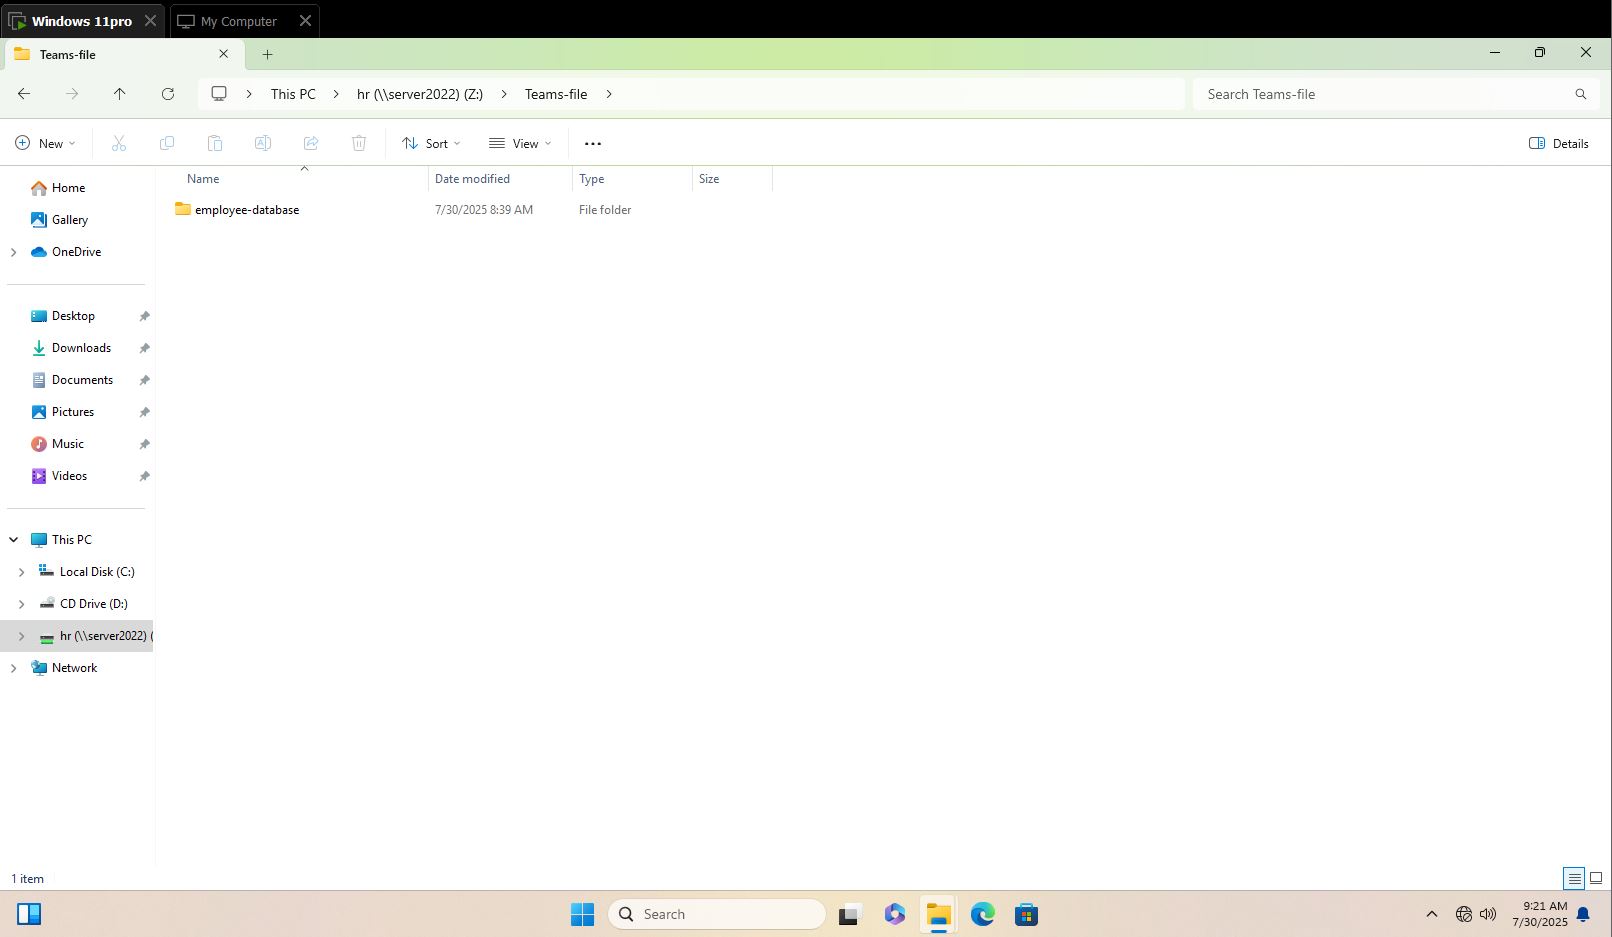 Windows 11pro
My Computer
Teams-file
This PC
hr (\\server2022) (Z:)
Teams-file
Search Teams-file
New
Sort
View
Details
Name
Date modified
Type
Size
employee-database
7/30/2025 8:39 AM
File folder
Home
Gallery
OneDrive
Desktop
Downloads
Documents
Pictures
Music
Videos
This PC
Local Disk (C:)
CD Drive (D:)
hr (\\server2022) (
Network
1 item
Search
9:21 AM
7/30/2025